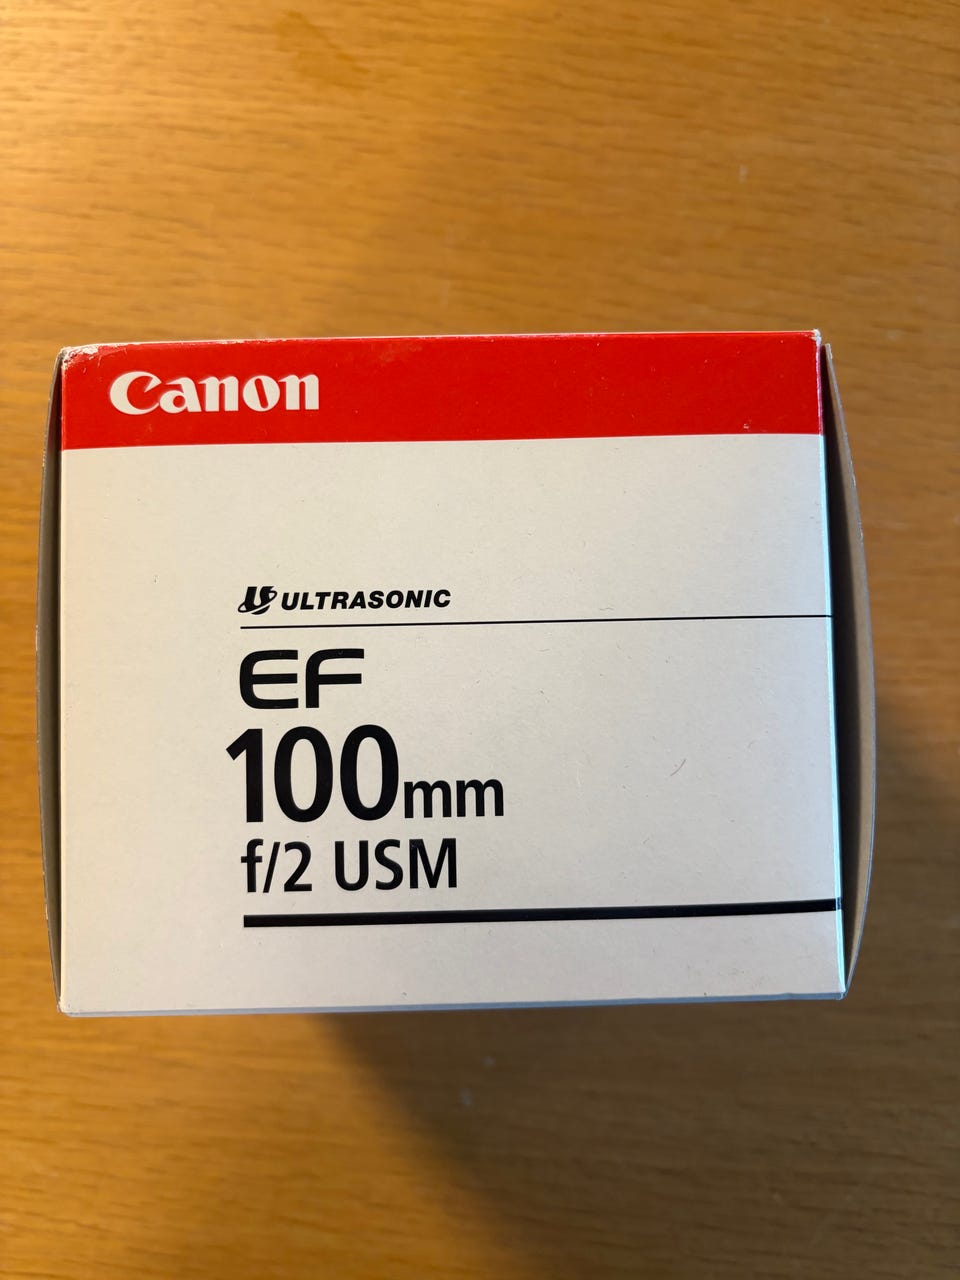 Canon
ULTRASONIC
EF
100mm
f/2 USM